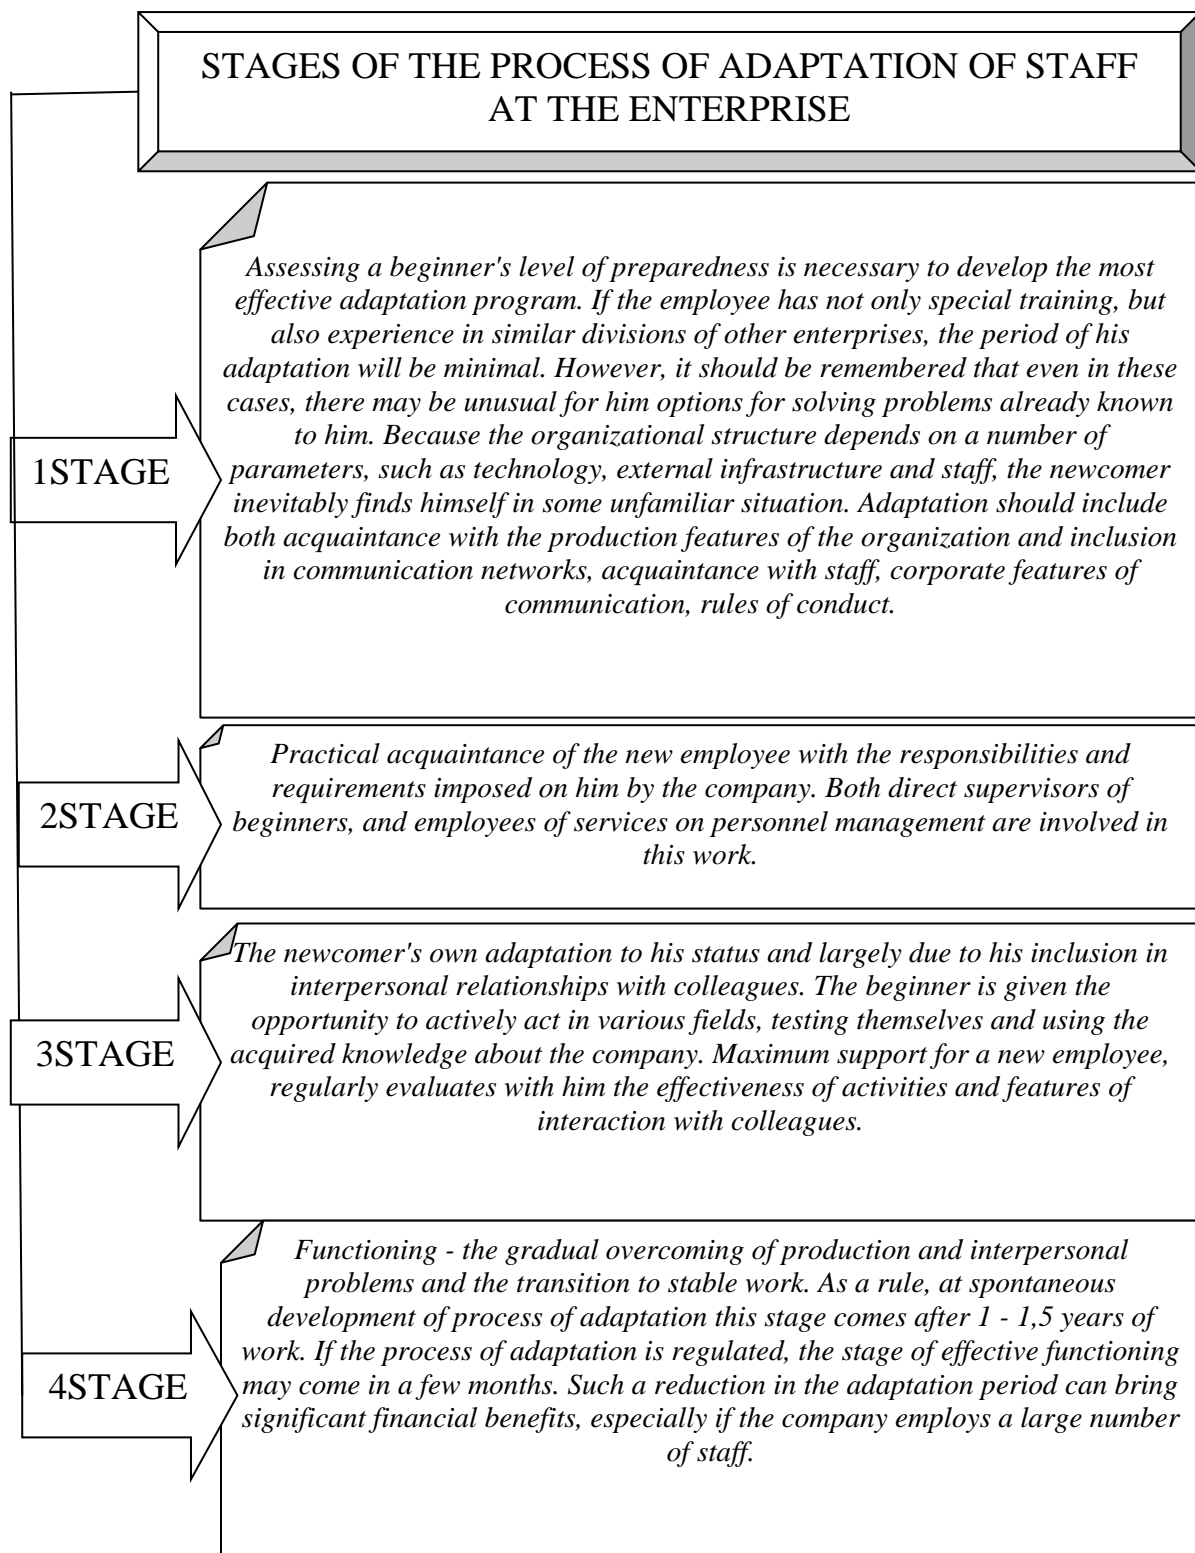 STAGES OF THE PROCESS OF ADAPTATION OF STAFF
AT THE ENTERPRISE
1STAGE
Assessing a beginner's level of preparedness is necessary to develop the most
effective adaptation program. If the employee has not only special training, but
also experience in similar divisions of other enterprises, the period of his
adaptation will be minimal. However, it should be remembered that even in these
cases, there may be unusual for him options for solving problems already known
to him. Because the organizational structure depends on a number of
parameters, such as technology, external infrastructure and staff, the newcomer
inevitably finds himself in some unfamiliar situation. Adaptation should include
both acquaintance with the production features of the organization and inclusion
in communication networks, acquaintance with staff, corporate features of
communication, rules of conduct.
2STAGE
Practical acquaintance of the new employee with the responsibilities and
requirements imposed on him by the company. Both direct supervisors of
beginners, and employees of services on personnel management are involved in
this work.
3STAGE
The newcomer's own adaptation to his status and largely due to his inclusion in
interpersonal relationships with colleagues. The beginner is given the
opportunity to actively act in various fields, testing themselves and using the
acquired knowledge about the company. Maximum support for a new employee,
regularly evaluates with him the effectiveness of activities and features of
interaction with colleagues.
4STAGE
Functioning - the gradual overcoming of production and interpersonal
problems and the transition to stable work. As a rule, at spontaneous
development of process of adaptation this stage comes after 1 - 1,5 years of
work. If the process of adaptation is regulated, the stage of effective functioning
may come in a few months. Such a reduction in the adaptation period can bring
significant financial benefits, especially if the company employs a large number
of staff.